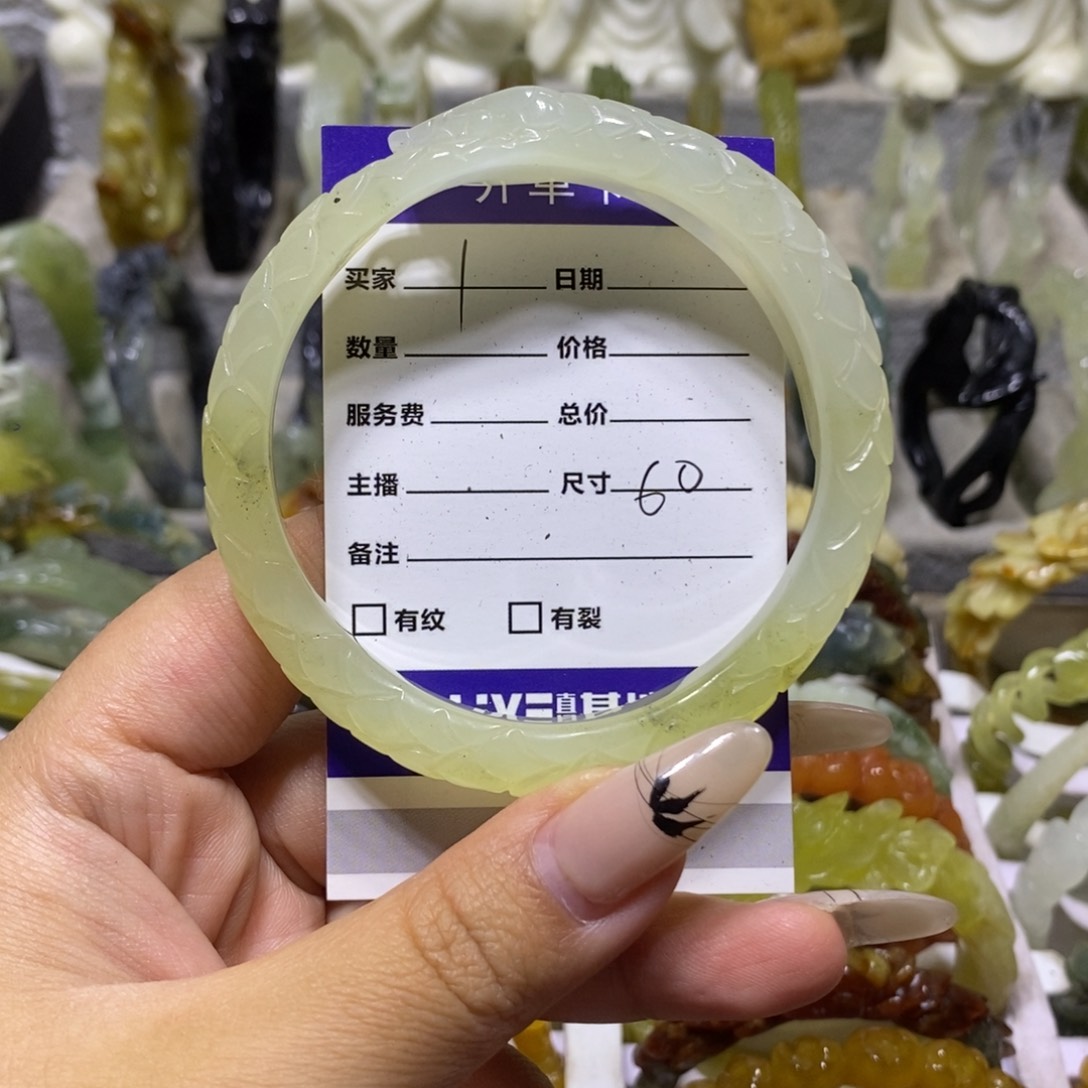 买家 日期
数量 价格
服务费 总价
主播 尺寸 60
备注
有纹 有裂